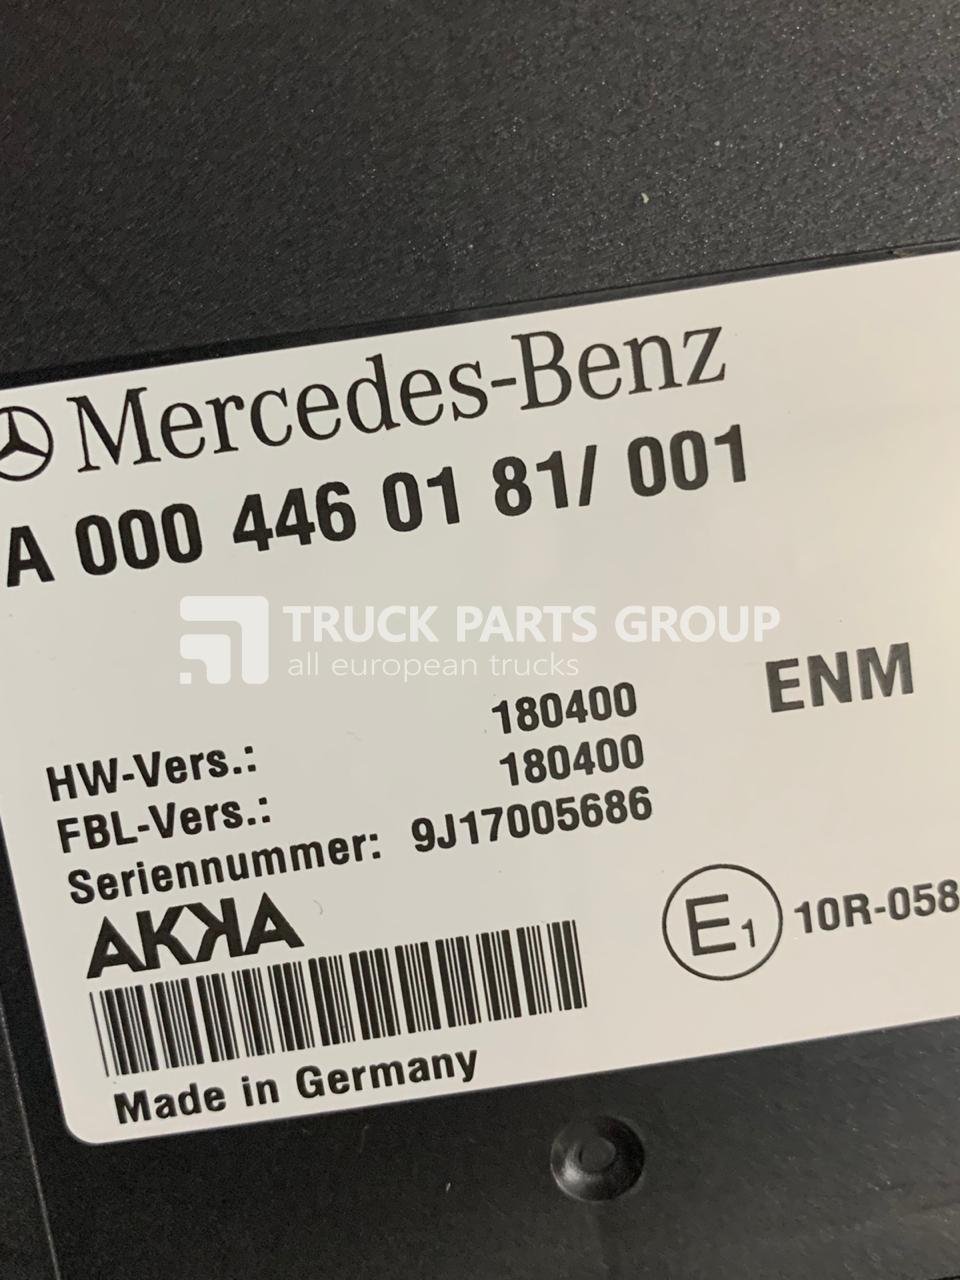 Mercedes-Benz
A 000 446 01 81/ 001
TRUCK PARTS GROUP
all european trucks
ENM
HW-Vers.: 180400
FBL-Vers.: 180400
Seriennummer: 9J17005686
AKKA
E1 10R-058
Made in Germany